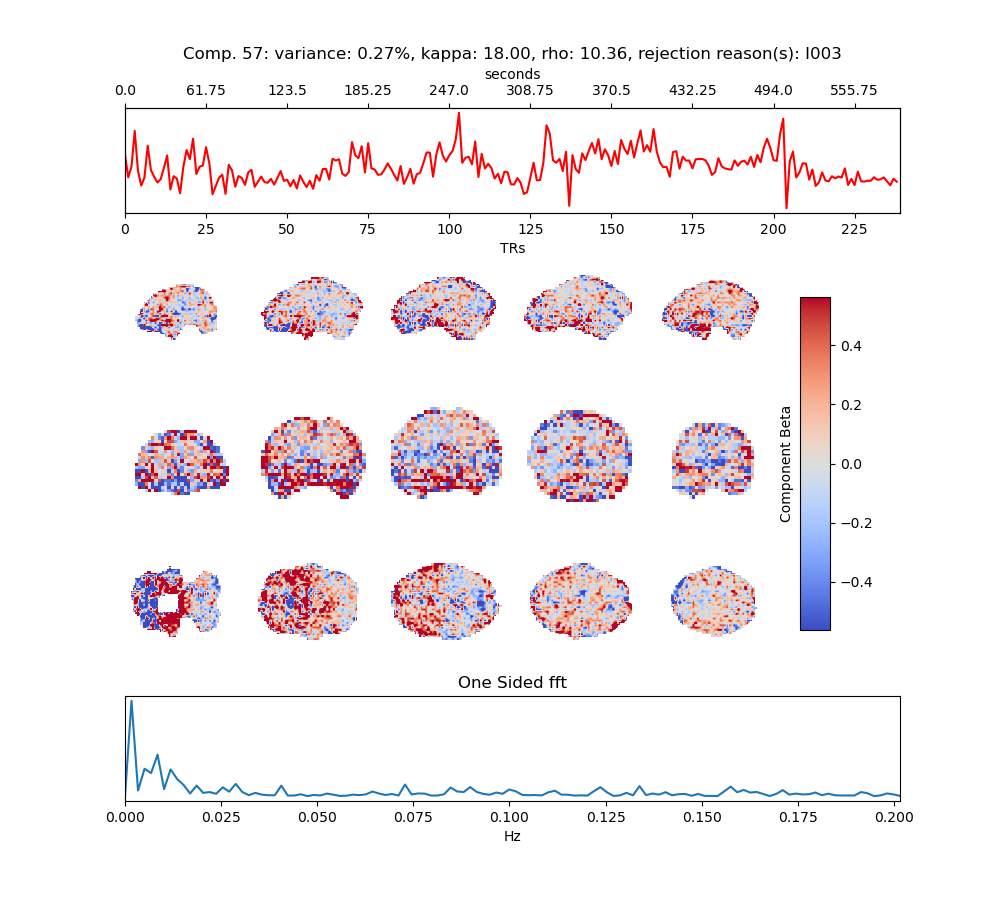 Comp. 57: variance: 0.27%, kappa: 18.00, rho: 10.36, rejection reason(s): I003
seconds
0.0 61.75 123.5 185.25 247.0 308.75 370.5 432.25 494.0 555.75
0 25 50 75 100 125 150 175 200 225
TRs
0.4
0.2
0.0
−0.2
−0.4
Component Beta
One Sided fft
0.000 0.025 0.050 0.075 0.100 0.125 0.150 0.175 0.200
Hz